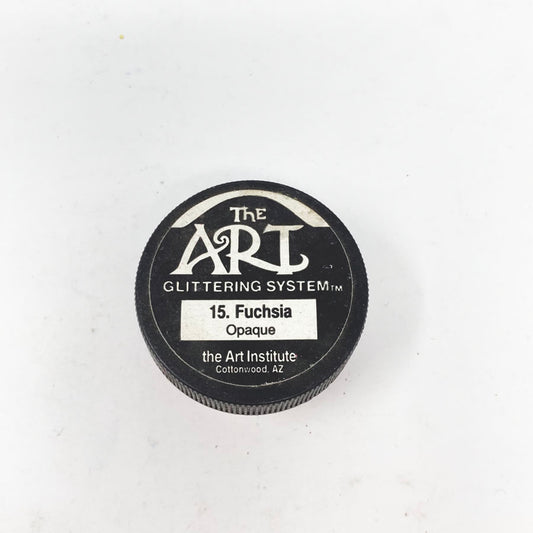 The
ART
GLITTERING SYSTEM™
15. Fuchsia
Opaque
the Art Institute
Cottonwood, AZ